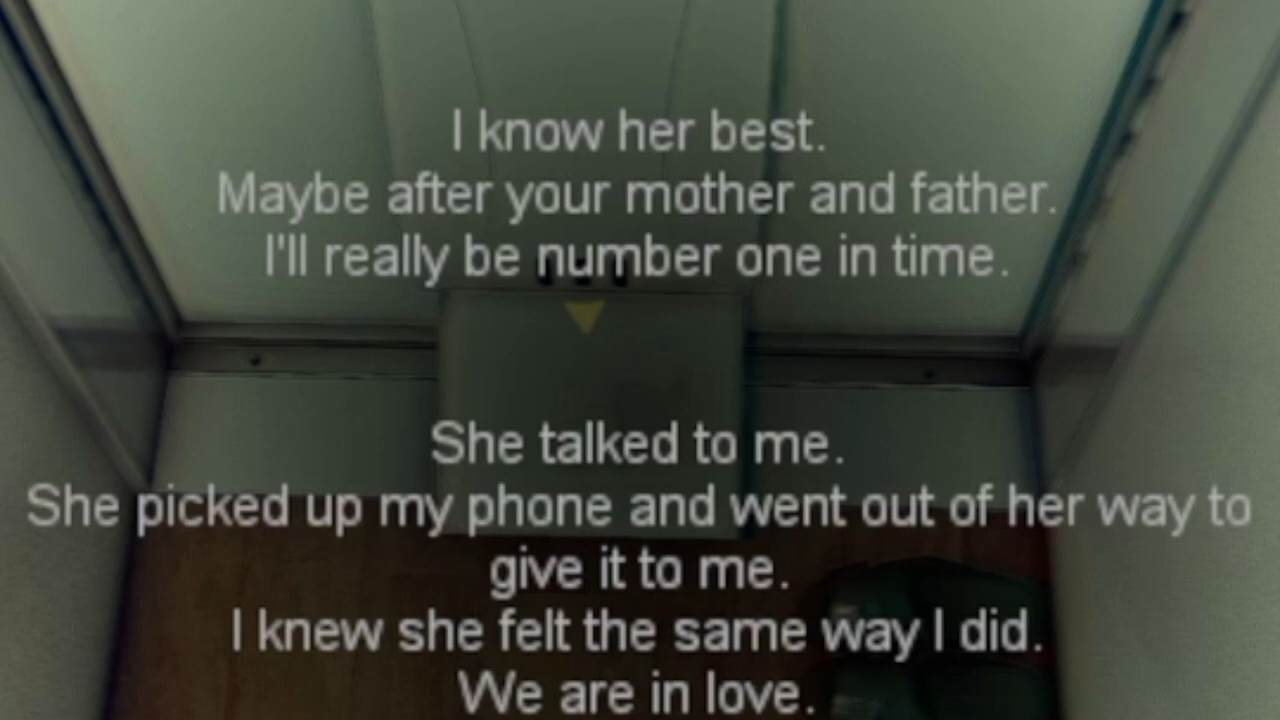 I know her best.
Maybe after your mother and father.
I'll really be number one in time.
She talked to me.
She picked up my phone and went out of her way to
give it to me.
I knew she felt the same way I did.
We are in love.